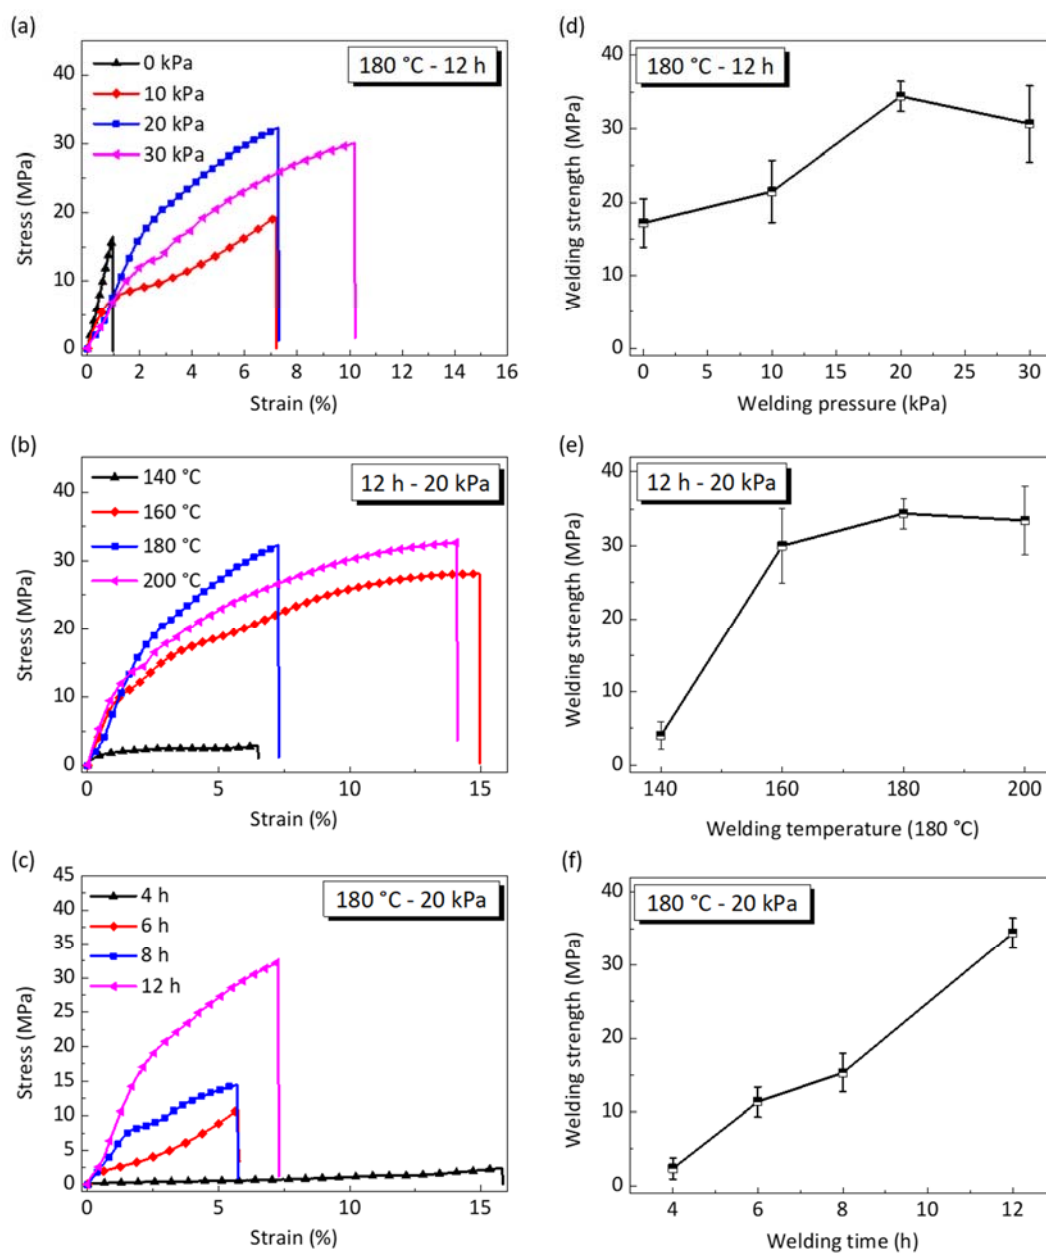 (a)
180 °C - 12 h
0 kPa
10 kPa
20 kPa
30 kPa
40
30
20
10
0
Stress (MPa)
0 2 4 6 8 10 12 14 16
Strain (%)
(d)
180 °C - 12 h
40
30
20
10
0
Welding strength (MPa)
0 5 10 15 20 25 30
Welding pressure (kPa)
(b)
12 h - 20 kPa
140 °C
160 °C
180 °C
200 °C
40
30
20
10
0
Stress (MPa)
0 5 10 15
Strain (%)
(e)
12 h - 20 kPa
40
30
20
10
0
Welding strength (MPa)
140 160 180 200
Welding temperature (180 °C)
(c)
180 °C - 20 kPa
4 h
6 h
8 h
12 h
45
40
35
30
25
20
15
10
5
0
Stress (MPa)
0 5 10 15
Strain (%)
(f)
180 °C - 20 kPa
40
30
20
10
0
Welding strength (MPa)
4 6 8 10 12
Welding time (h)